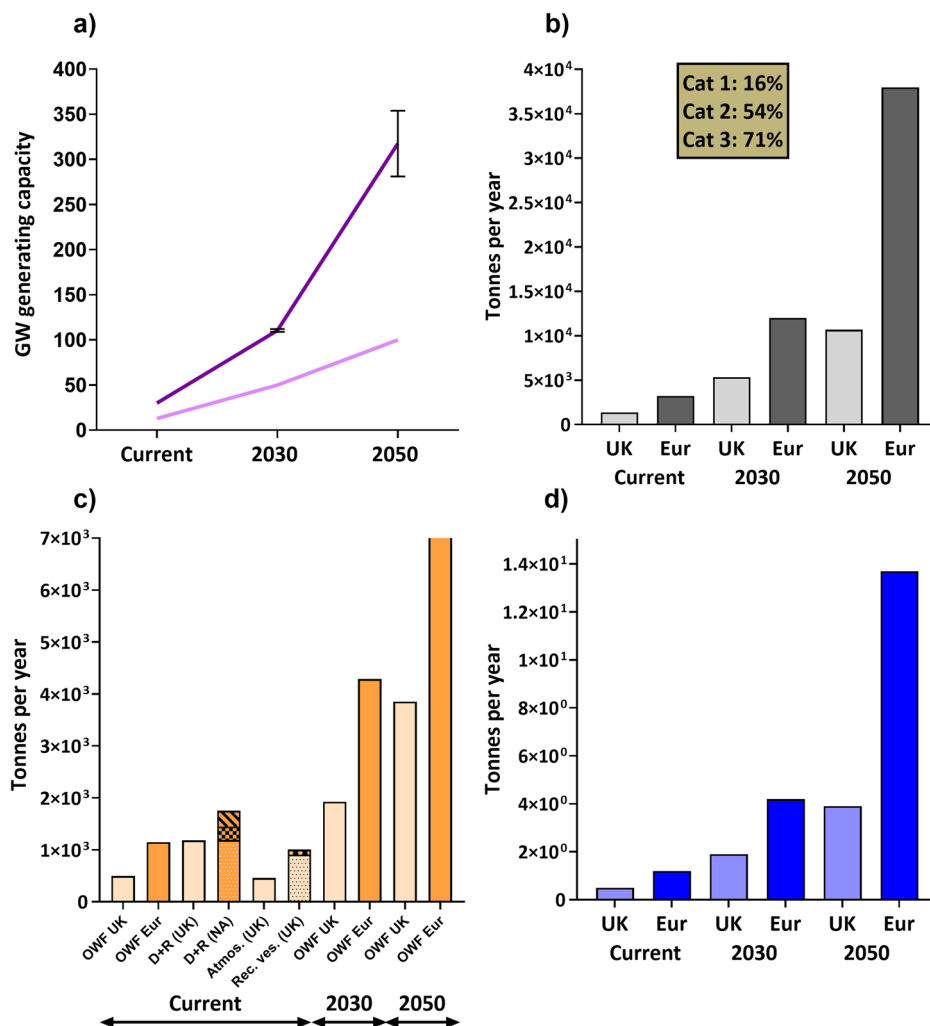 a)
400
350
300
250
200
150
100
50
0
GW generating capacity
Current 2030 2050
b)
4×10⁴
4×10⁴
3×10⁴
3×10⁴
2×10⁴
2×10⁴
1×10⁴
5×10³
0
Tonnes per year
Cat 1: 16%
Cat 2: 54%
Cat 3: 71%
UK Eur UK Eur UK Eur
Current 2030 2050
c)
7×10³
6×10³
4×10³
3×10³
2×10³
1×10³
0
Tonnes per year
OWF UK
OWF Eur
D+R (UK)
D+R (NA)
Atmos. (UK)
Rec. ves. (UK)
OWF UK
OWF Eur
OWF UK
OWF Eur
Current 2030 2050
d)
1.4×10¹
1.2×10¹
1×10¹
8×10⁰
6×10⁰
4×10⁰
2×10⁰
0
Tonnes per year
UK Eur UK Eur UK Eur
Current 2030 2050